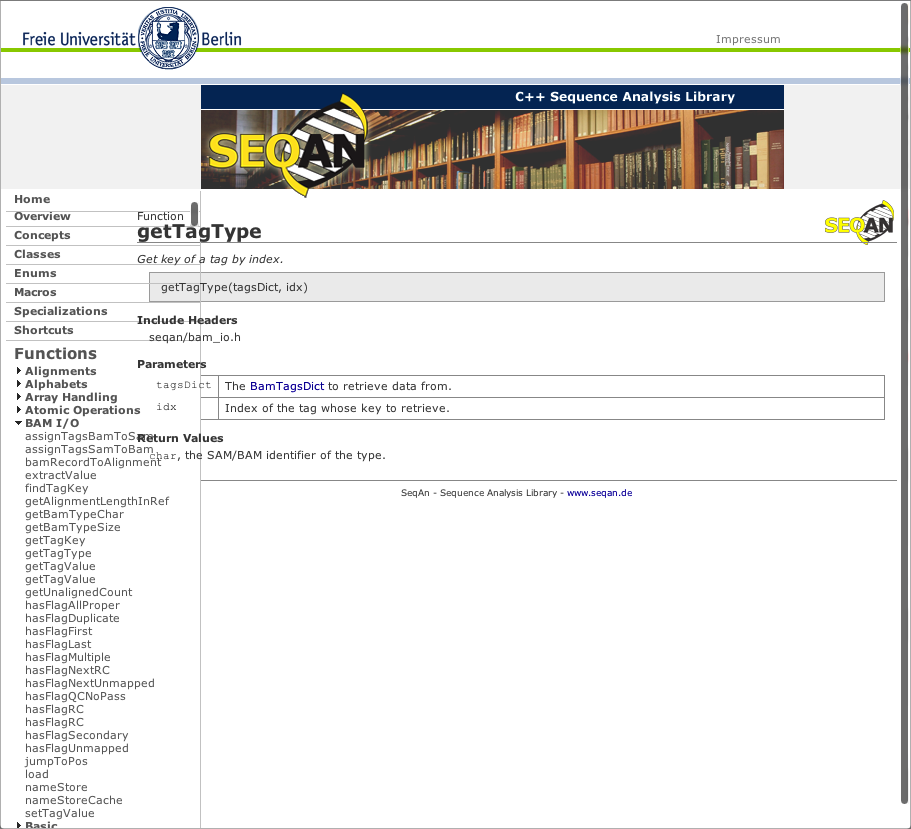 Freie Universität Berlin
Impressum
C++ Sequence Analysis Library
SEQAN
Home
Overview
Concepts
Classes
Enums
Macros
Specializations
Shortcuts
Functions
Alignments
Alphabets
Array Handling
Atomic Operations
BAM I/O
assignTagsBamToSam
assignTagsSamToBam
bamRecordToAlignment
extractValue
findTagKey
getAlignmentLengthInRef
getBamTypeChar
getBamTypeSize
getTagKey
getTagType
getTagValue
getTagValue
getUnalignedCount
hasFlagAllProper
hasFlagDuplicate
hasFlagFirst
hasFlagLast
hasFlagMultiple
hasFlagNextRC
hasFlagNextUnmapped
hasFlagQCNoPass
hasFlagRC
hasFlagRC
hasFlagSecondary
hasFlagUnmapped
jumpToPos
load
nameStore
nameStoreCache
setTagValue
Basic
Function
getTagType
SEQAN
Get key of a tag by index.
getTagType(tagsDict, idx)
Include Headers
seqan/bam_io.h
Parameters
tagsDict The BamTagsDict to retrieve data from.
idx Index of the tag whose key to retrieve.
Return Values
char, the SAM/BAM identifier of the type.
SeqAn - Sequence Analysis Library - www.seqan.de